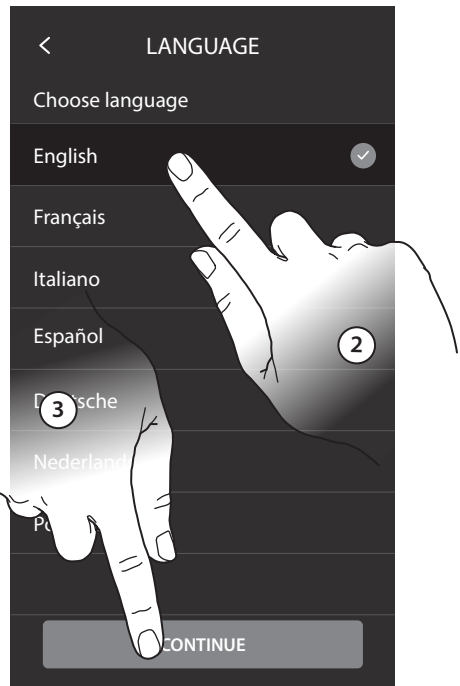 LANGUAGE
Choose language
English
Français
Italiano
Español
2
3
CONTINUE